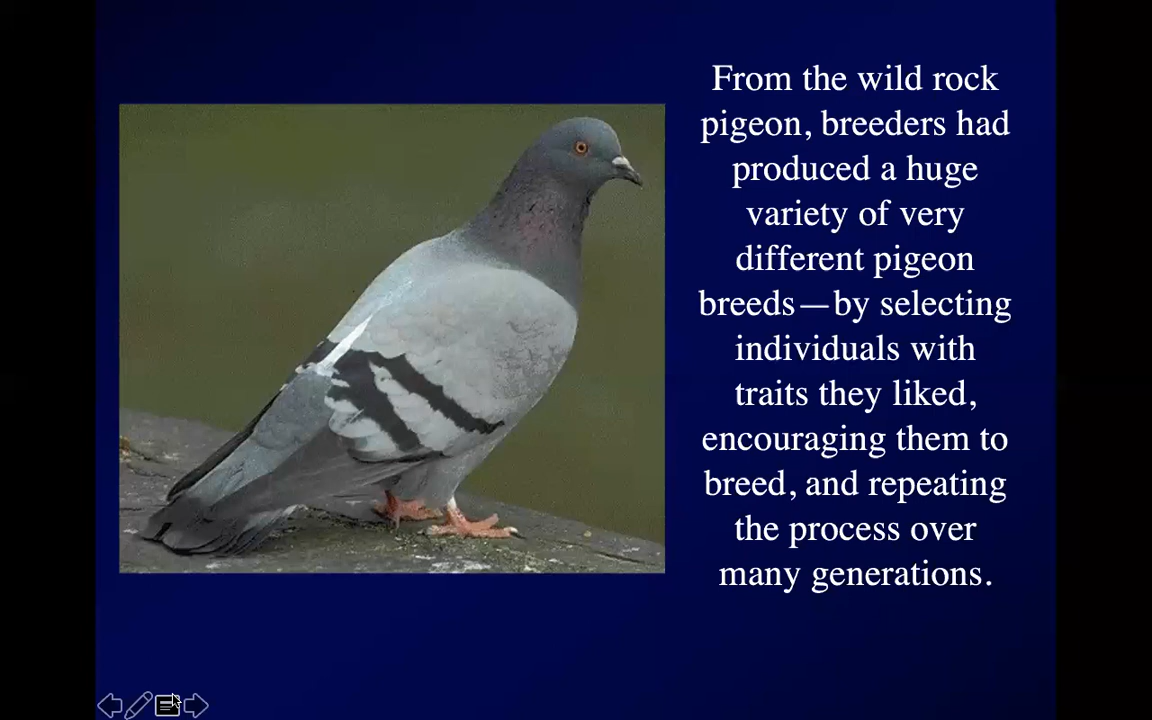 From the wild rock
pigeon, breeders had
produced a huge
variety of very
different pigeon
breeds—by selecting
individuals with
traits they liked,
encouraging them to
breed, and repeating
the process over
many generations.